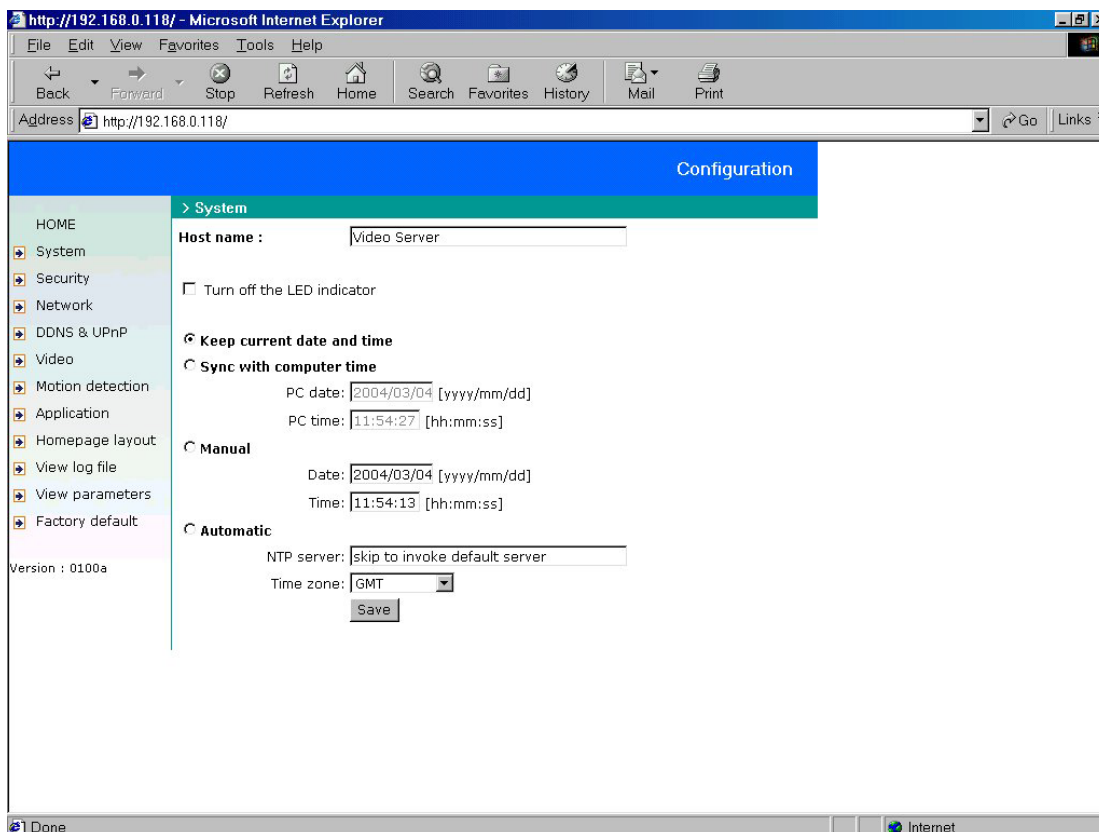 http://192.168.0.118/ - Microsoft Internet Explorer
File Edit View Favorites Tools Help
Back Forward Stop Refresh Home Search Favorites History Mail Print
Address http://192.168.0.118/ Go Links
Configuration
> System
HOME
System
Security
Network
DDNS & UPnP
Video
Motion detection
Application
Homepage layout
View log file
View parameters
Factory default
Version : 0100a
Host name : Video Server
Turn off the LED indicator
Keep current date and time
Sync with computer time
PC date: 2004/03/04 [yyyy/mm/dd]
PC time: 11:54:27 [hh:mm:ss]
Manual
Date: 2004/03/04 [yyyy/mm/dd]
Time: 11:54:13 [hh:mm:ss]
Automatic
NTP server: skip to invoke default server
Time zone: GMT
Save
Done Internet